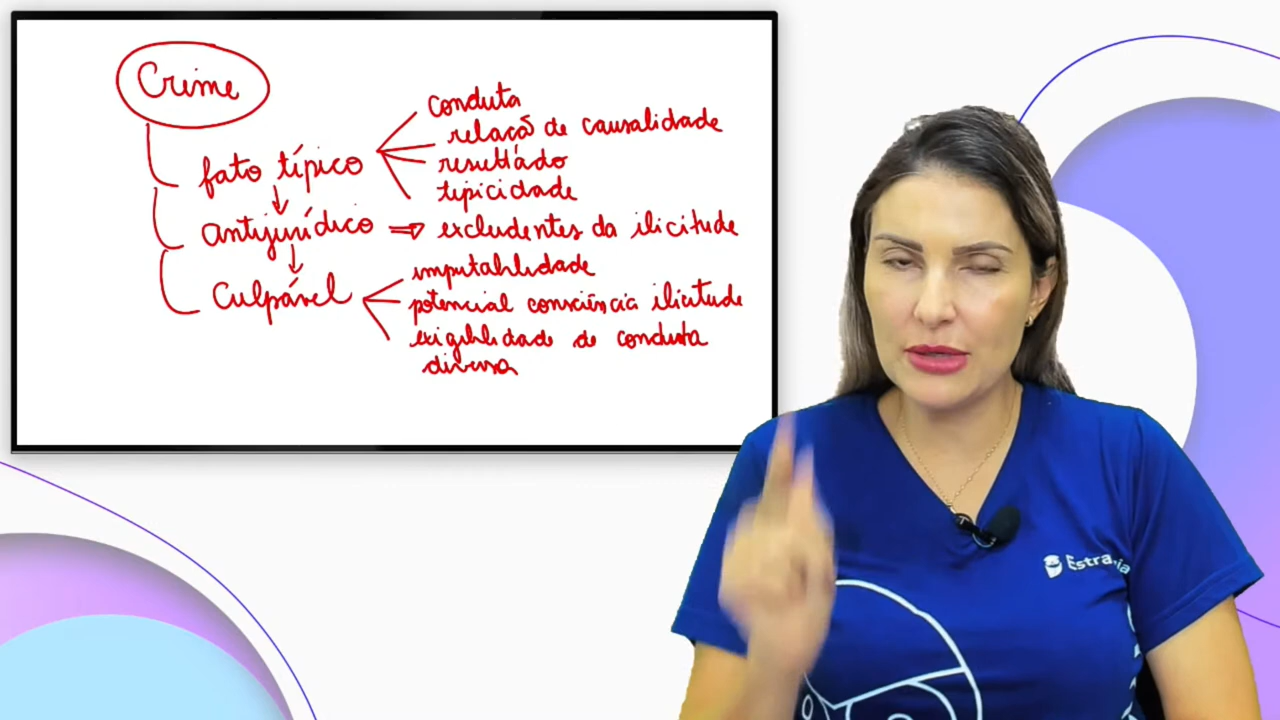 Crime
conduta
relação de causalidade
fato típico
resultado
tipicidade
antijurídico ⇒ excludentes da ilicitude
imputabilidade
Culpável
potencial consciência ilicitude
exigibilidade de conduta
diversa